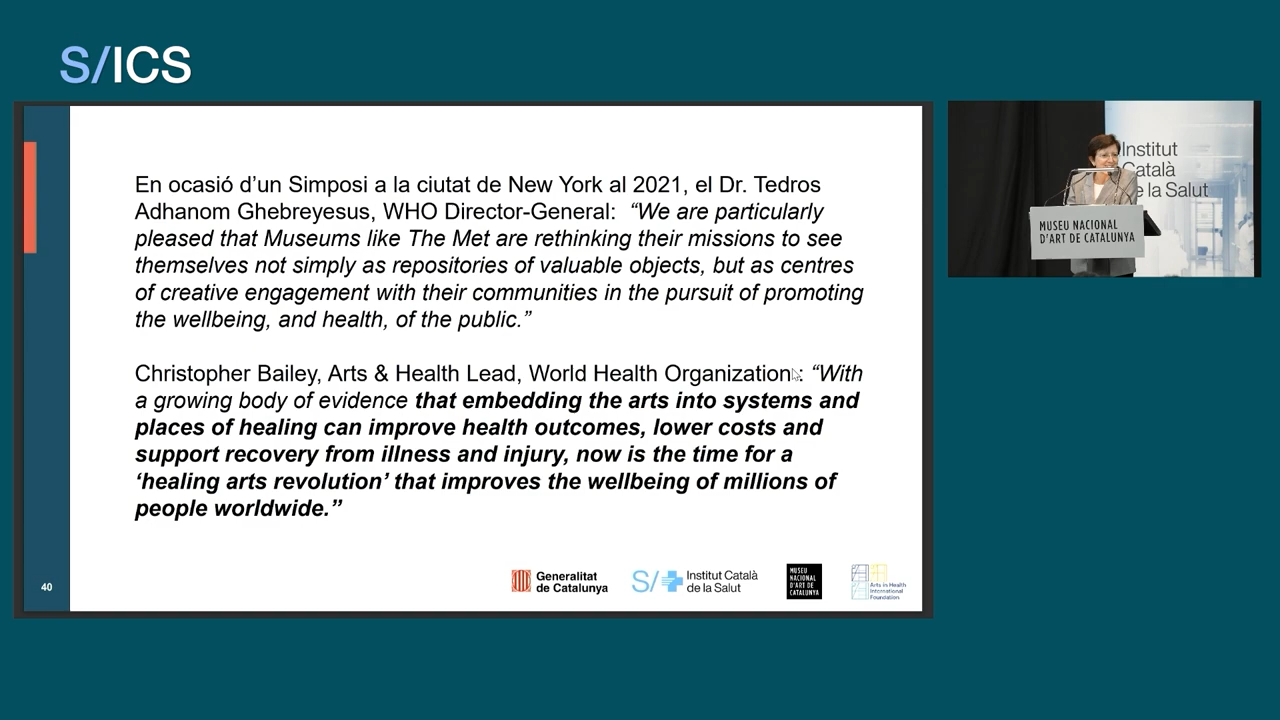 S/ICS
En ocasió d’un Simposi a la ciutat de New York al 2021, el Dr. Tedros
Adhanom Ghebreyesus, WHO Director-General: “We are particularly
pleased that Museums like The Met are rethinking their missions to see
themselves not simply as repositories of valuable objects, but as centres
of creative engagement with their communities in the pursuit of promoting
the wellbeing, and health, of the public.”
Christopher Bailey, Arts & Health Lead, World Health Organization: “With
a growing body of evidence that embedding the arts into systems and
places of healing can improve health outcomes, lower costs and
support recovery from illness and injury, now is the time for a
‘healing arts revolution’ that improves the wellbeing of millions of
people worldwide.”
40
Generalitat
de Catalunya
S/
Institut Català
de la Salut
MUSEU
NACIONAL
D'ART DE
CATALUNYA
Arts in Health
International
Foundation
Institut
Català
de la Salut
MUSEU NACIONAL
D'ART DE CATALUNYA